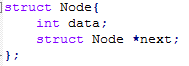 struct Node{
    int data;
    struct Node *next;
};